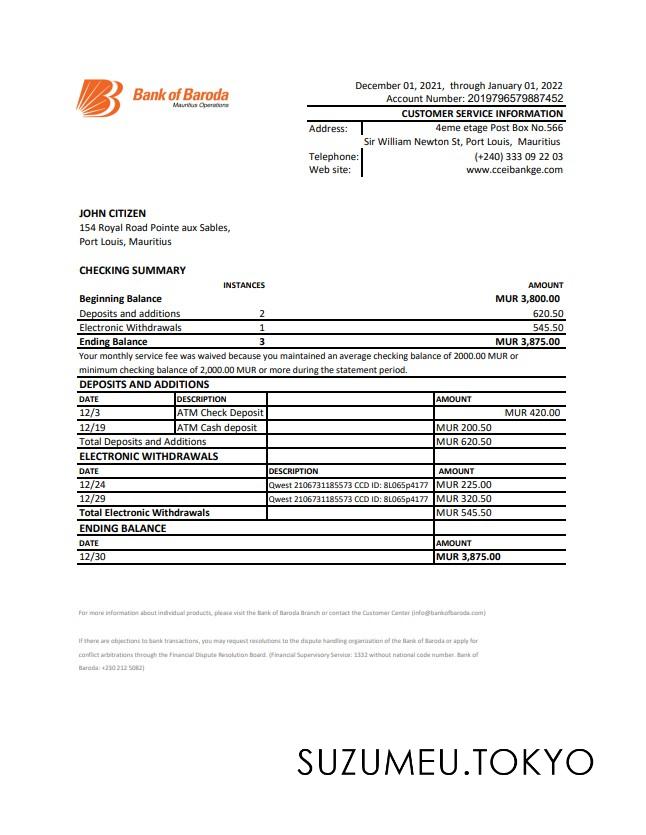 Bank of Baroda
Mauritius Operations
December 01, 2021, through January 01, 2022
Account Number: 2019796579887452
CUSTOMER SERVICE INFORMATION
Address: 4eme etage Post Box No.566
Sir William Newton St, Port Louis, Mauritius
Telephone: (+240) 333 09 22 03
Web site: www.cceibankge.com
JOHN CITIZEN
154 Royal Road Pointe aux Sables,
Port Louis, Mauritius
CHECKING SUMMARY
INSTANCES AMOUNT
Beginning Balance MUR 3,800.00
Deposits and additions 2 620.50
Electronic Withdrawals 1 545.50
Ending Balance 3 MUR 3,875.00
Your monthly service fee was waived because you maintained an average checking balance of 2000.00 MUR or
minimum checking balance of 2,000.00 MUR or more during the statement period.
DEPOSITS AND ADDITIONS
DATE DESCRIPTION AMOUNT
12/3 ATM Check Deposit MUR 420.00
12/19 ATM Cash deposit MUR 200.50
Total Deposits and Additions MUR 620.50
ELECTRONIC WITHDRAWALS
DATE DESCRIPTION AMOUNT
12/24 Qwest 2106731185573 CCD ID: 8L065p4177 MUR 225.00
12/29 Qwest 2106731185573 CCD ID: 8L065p4177 MUR 320.50
Total Electronic Withdrawals MUR 545.50
ENDING BALANCE
DATE AMOUNT
12/30 MUR 3,875.00
For more information about individual products, please visit the Bank of Baroda Branch or contact the Customer Center (info@bankofbaroda.com)
If there are objections to bank transactions, you may request resolutions to the dispute handling organization of the Bank of Baroda or apply for
conflict arbitrations through the Financial Dispute Resolution Board. (Financial Supervisory Service: 1332 without national code number. Bank of
Baroda: +230 212 5082)
SUZUMEU.TOKYO